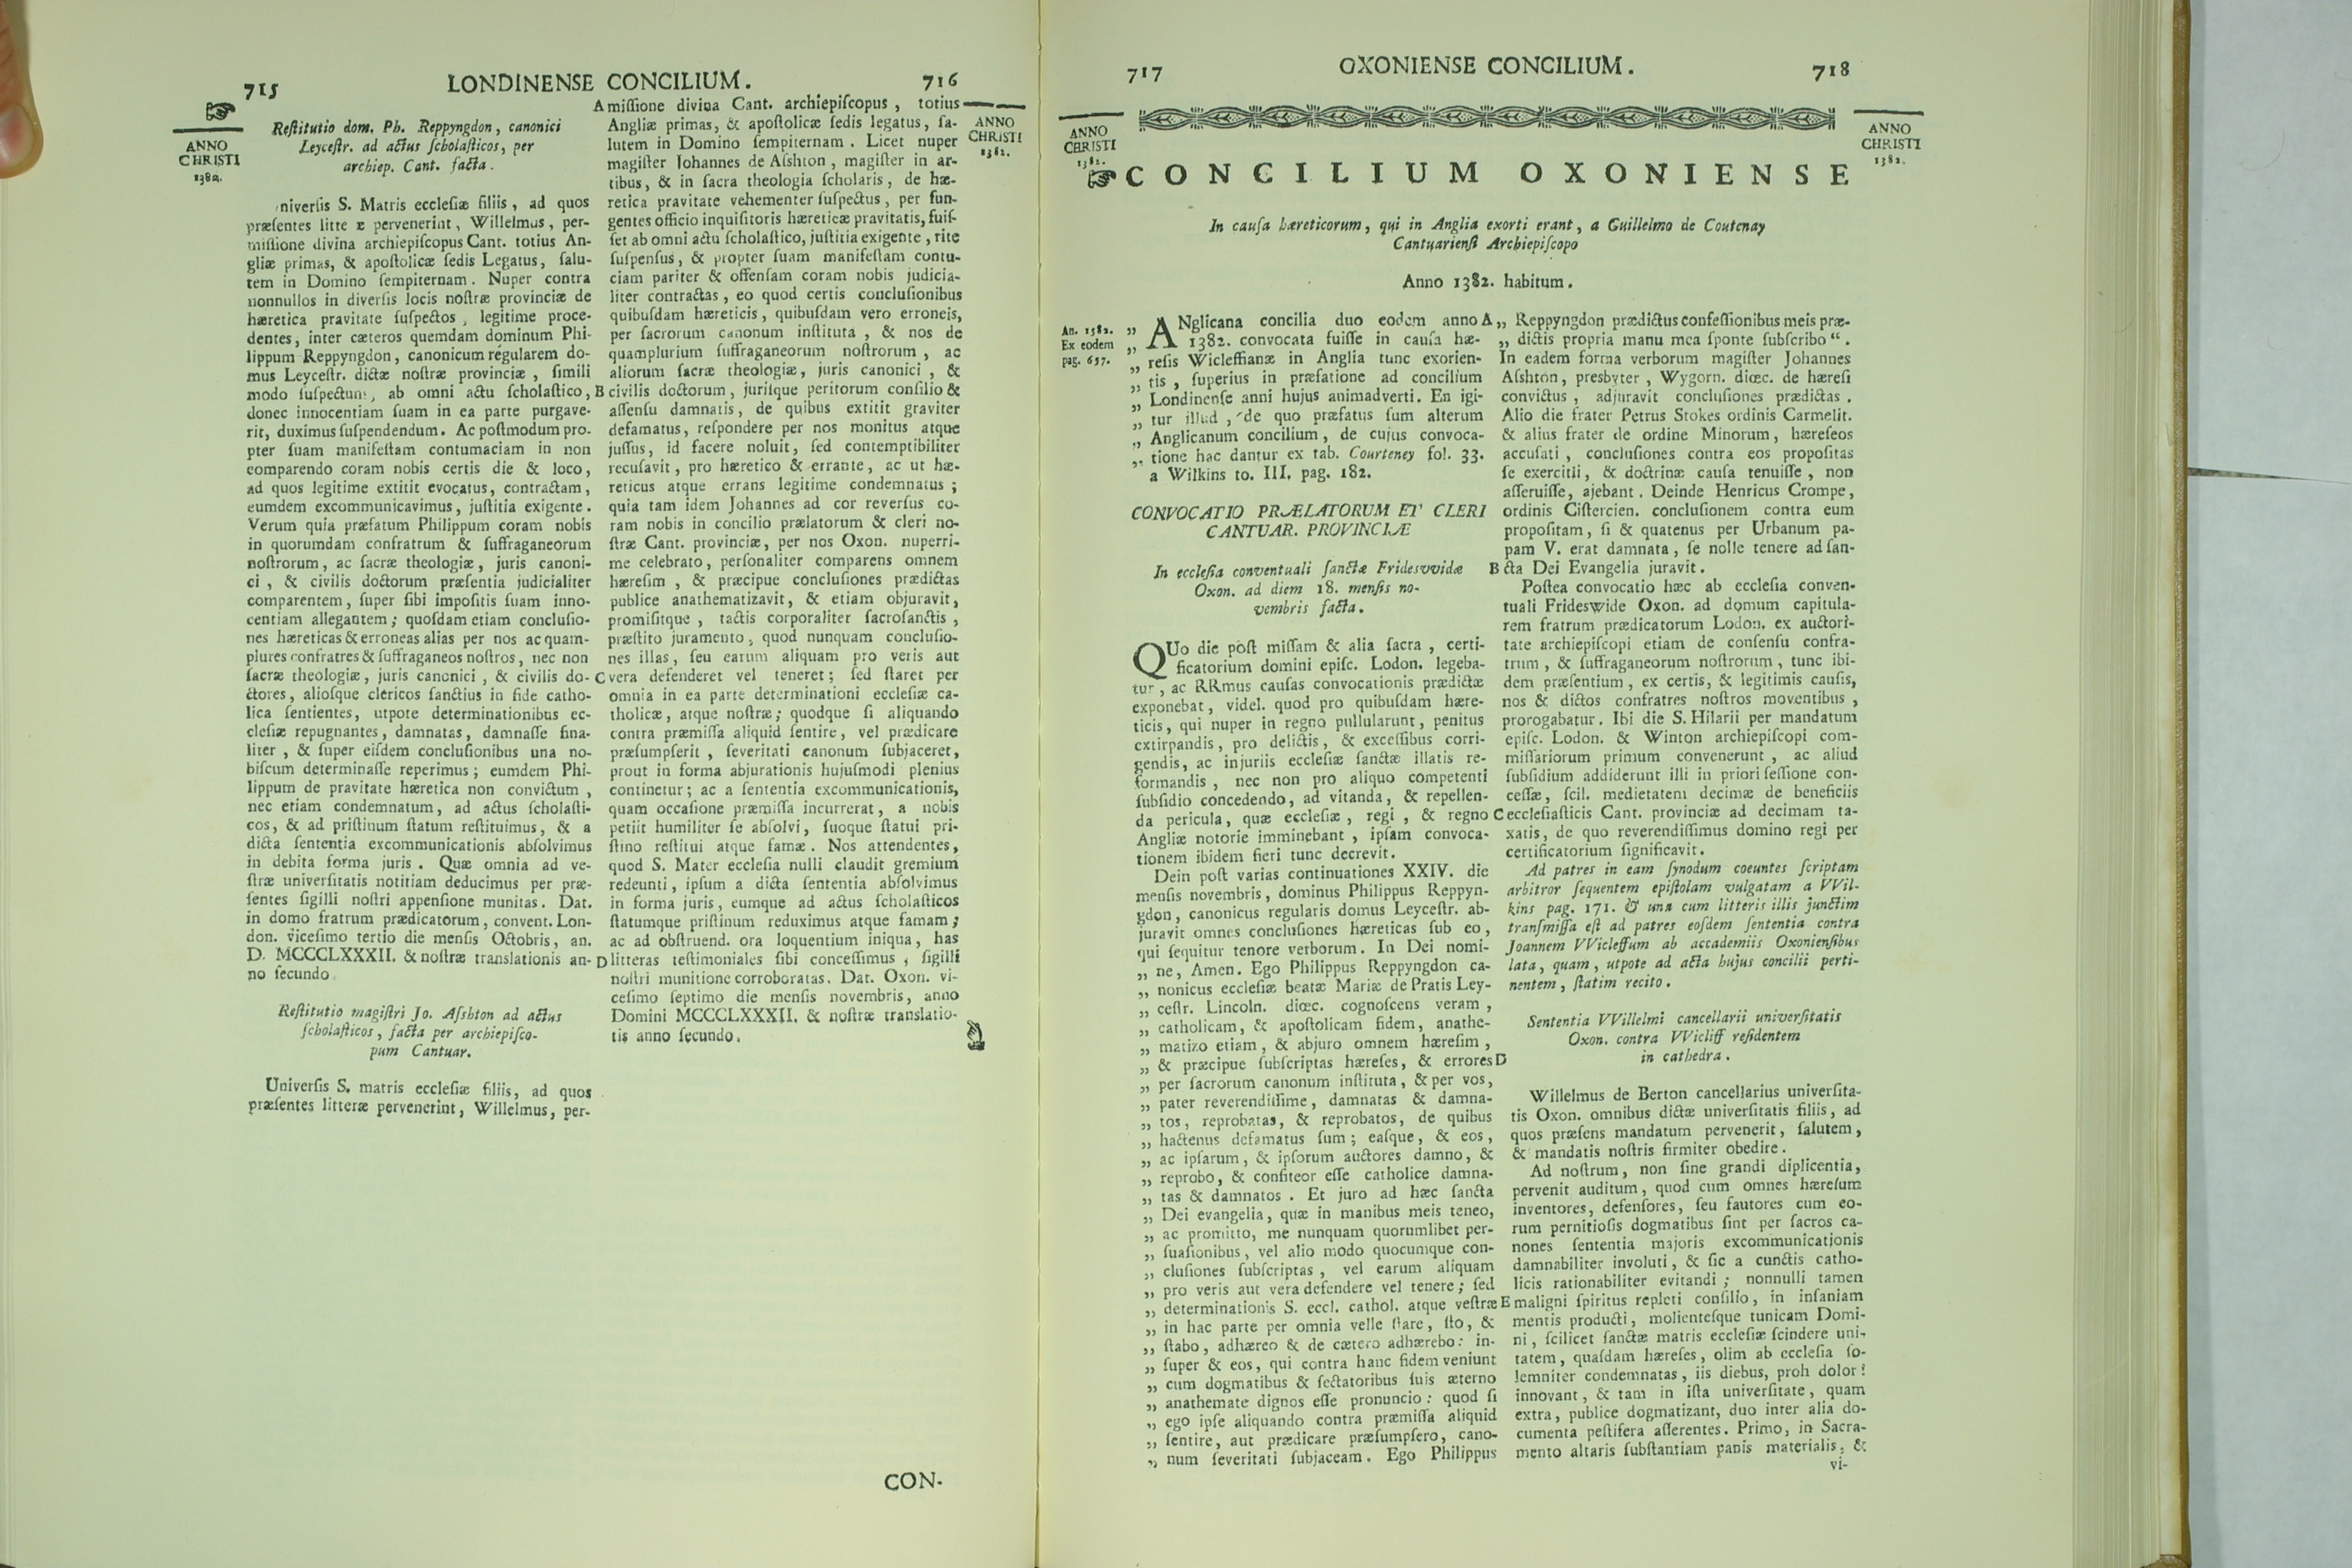 715 LONDINENSE CONCILIUM. 716
ANNO
CHRISTI
1382.
Reſtitutio dom. Ph. Reppyngdon, canonici
Leyceſtr. ad actus ſcholaſticos, per
archiep. Cant. facta.
niverſis S. Matris eccleſiæ filiis, ad quos
præſentes litte æ pervenerint, Willelmus, per-
miſſione divina archiepiſcopus Cant. totius An-
gliæ primas, & apoſtolicæ ſedis Legatus, ſalu-
tem in Domino ſempiternam. Nuper contra
nonnullos in diverſis locis noſtræ provinciæ de
hæretica pravitate ſuſpectos, legitime proce-
dentes, inter cæteros quemdam dominum Phi-
lippum Reppyngdon, canonicum regularem do-
mus Leyceſtr. dictæ noſtræ provinciæ, ſimili
modo ſuſpectum, ab omni actu ſcholaſtico,
donec innocentiam ſuam in ea parte purgave-
rit, duximus ſuſpendendum. Ac poſtmodum pro-
pter ſuam manifeſtam contumaciam in non
comparendo coram nobis certis die & loco,
ad quos legitime extitit evocatus, contractam,
eumdem excommunicavimus, juſtitia exigente.
Verum quia præfatum Philippum coram nobis
in quorumdam confratrum & ſuffraganeorum
noſtrorum, ac ſacræ theologiæ, juris canoni-
ci, & civilis doctorum præſentia judicialiter
comparentem, ſuper ſibi impoſitis ſuam inno-
centiam allegantem; quoſdam etiam concluſio-
nes hæreticas & erroneas alias per nos ac quam-
plures confratres & ſuffraganeos noſtros, nec non
ſacræ theologiæ, juris canonici, & civilis do-
ctores, alioſque clericos ſanctius in fide catho-
lica ſentientes, utpote determinationibus ec-
cleſiæ repugnantes, damnatas, damnaſſe fina-
liter, & ſuper eiſdem concluſionibus una no-
biſcum determinaſſe reperimus; eumdem Phi-
lippum de pravitate hæretica non convictum,
nec etiam condemnatum, ad actus ſcholaſti-
cos, & ad priſtinum ſtatum reſtituimus, & a
dicta ſententia excommunicationis abſolvimus
in debita forma juris. Quæ omnia ad ve-
ſtræ univerſitatis notitiam deducimus per præ-
ſentes ſigilli noſtri appenſione munitas. Dat.
in domo fratrum prædicatorum, convent. Lon-
don. viceſimo tertio die menſis Octobris, an.
D. MCCCLXXXII. & noſtræ translationis an-
no ſecundo.
Reſtitutio magiſtri Jo. Aſshton ad actus
ſcholaſticos, facta per archiepiſco-
pum Cantuar.
Univerſis S. matris eccleſiæ filiis, ad quos
præſentes litteræ pervenerint, Willelmus, per-
A miſſione divina Cant. archiepiſcopus, totius
Angliæ primas, & apoſtolicæ ſedis legatus, ſa-
lutem in Domino ſempiternam. Licet nuper
magiſter Johannes de Aſshton, magiſter in ar-
tibus, & in ſacra theologia ſcholaris, de hæ-
retica pravitate vehementer ſuſpectus, per fun-
gentes officio inquiſitoris hæreticæ pravitatis, fuiſ-
ſet ab omni actu ſcholaſtico, juſtitia exigente, rite
ſuſpenſus, & propter ſuam manifeſtam contu-
ciam pariter & offenſam coram nobis judicia-
liter contractas, eo quod certis concluſionibus
quibuſdam hæreticis, quibuſdam vero erroneis,
per ſacrorum canonum inſtituta, & nos de
quamplurium ſuffraganeorum noſtrorum, ac
aliorum ſacræ theologiæ, juris canonici, &
B civilis doctorum, juriſque peritorum conſilio &
aſſenſu damnatis, de quibus extitit graviter
defamatus, reſpondere per nos monitus atque
juſſus, id facere noluit, ſed contemptibiliter
recuſavit, pro hæretico & errante, ac ut hæ-
reticus atque errans legitime condemnatus;
quia tam idem Johannes ad cor reverſus co-
ram nobis in concilio prælatorum & cleri no-
ſtræ Cant. provinciæ, per nos Oxon. nuperri-
me celebrato, perſonaliter comparens omnem
hæreſim, & præcipue concluſiones prædictas
publice anathematizavit, & etiam objuravit,
promiſitque, tactis corporaliter ſacroſanctis,
præſtito juramento, quod nunquam concluſio-
nes illas, ſeu earum aliquam pro veris aut
C vera defenderet vel teneret; ſed ſtaret per
omnia in ea parte determinationi eccleſiæ ca-
tholicæ, atque noſtræ; quodque ſi aliquando
contra præmiſſa aliquid ſentire, vel prædicare
præſumpſerit, ſeveritati canonum ſubjaceret,
prout in forma abjurationis hujuſmodi plenius
continetur; ac a ſententia excommunicationis,
quam occaſione præmiſſa incurrerat, a nobis
petiit humiliter ſe abſolvi, ſuoque ſtatui pri-
ſtino reſtitui atque famæ. Nos attendentes,
quod S. Mater eccleſia nulli claudit gremium
redeunti, ipſum a dicta ſententia abſolvimus
in forma juris, eumque ad actus ſcholaſticos
ſtatumque priſtinum reduximus atque famam;
ac ad obſtruend. ora loquentium iniqua, has
D litteras teſtimoniales ſibi conceſſimus, ſigilli
noſtri munitione corroboratas. Dat. Oxon. vi-
ceſimo ſeptimo die menſis novembris, anno
Domini MCCCLXXXII. & noſtræ translatio-
tis anno ſecundo.
ANNO
CHRISTI
1382.
CON-
717 OXONIENSE CONCILIUM. 718
ANNO
CHRISTI
1382.
ANNO
CHRISTI
1382.
CONCILIUM OXONIENSE
In cauſa hæreticorum, qui in Anglia exorti erant, a Guillelmo de Coutenay
Cantuarienſi Archiepiſcopo
Anno 1382. habitum.
An. 1382.
Ex eodem
pag. 657.
„ ANglicana concilia duo eodem anno
„ 1382. convocata fuiſſe in cauſa hæ-
„ reſis Wicleffianæ in Anglia tunc exorien-
„ tis, ſuperius in præfatione ad concilium
„ Londinenſe anni hujus animadverti. En igi-
„ tur illud, de quo præfatus ſum alterum
„ Anglicanum concilium, de cujus convoca-
„ tione hac dantur ex tab. Courteney fol. 33.
a Wilkins to. III. pag. 182.
CONVOCATIO PRÆLATORUM ET CLERI
CANTUAR. PROVINCIÆ
In eccleſia conventuali ſanctæ Fridesvvidæ
Oxon. ad diem 18. menſis no-
vembris facta.
QUo die poſt miſſam & alia ſacra, certi-
ficatorium domini epiſc. Lodon. legeba-
tur, ac RRmus cauſas convocationis prædictæ
exponebat, videl. quod pro quibuſdam hære-
ticis, qui nuper in regno pullularunt, penitus
extirpandis, pro delictis, & exceſſibus corri-
gendis, ac injuriis eccleſiæ ſanctæ illatis re-
formandis, nec non pro aliquo competenti
ſubſidio concedendo, ad vitanda, & repellen-
da pericula, quæ eccleſiæ, regi, & regno
Angliæ notorie imminebant, ipſam convoca-
tionem ibidem fieri tunc decrevit.
Dein poſt varias continuationes XXIV. die
menſis novembris, dominus Philippus Reppyn-
gdon, canonicus regularis domus Leyceſtr. ab-
juravit omnes concluſiones hæreticas ſub eo,
qui ſequitur tenore verborum. In Dei nomi-
„ ne, Amen. Ego Philippus Reppyngdon ca-
„ nonicus eccleſiæ beatæ Mariæ de Pratis Ley-
„ ceſtr. Lincoln. diœc. cognoſcens veram,
„ catholicam, & apoſtolicam fidem, anathe-
„ matizo etiam, & abjuro omnem hæreſim,
„ & præcipue ſubſcriptas hæreſes, & errores
„ per ſacrorum canonum inſtituta, & per vos,
„ pater reverendiſſime, damnatas & damna-
„ tos, reprobatas, & reprobatos, de quibus
„ hactenus defamatus ſum; eaſque, & eos,
„ ac ipſarum, & ipſorum auctores damno, &
„ reprobo, & confiteor eſſe catholice damna-
„ tas & damnatos. Et juro ad hæc ſancta
„ Dei evangelia, quæ in manibus meis teneo,
„ ac promitto, me nunquam quorumlibet per-
„ ſuaſionibus, vel alio modo quocumque con-
„ cluſiones ſubſcriptas, vel earum aliquam
„ pro veris aut vera defendere vel tenere; ſed
„ determinationis S. eccl. cathol. atque veſtræ
„ in hac parte per omnia velle ſtare, ſto, &
„ ſtabo, adhæreo & de cætero adhærebo: in-
„ ſuper & eos, qui contra hanc fidem veniunt
„ cum dogmatibus & ſectatoribus ſuis æterno
„ anathemate dignos eſſe pronuncio: quod ſi
„ ego ipſe aliquando contra præmiſſa aliquid
„ ſentire, aut prædicare præſumpſero, cano-
„ num ſeveritati ſubjaceam. Ego Philippus
A „ Reppyngdon prædictus confeſſionibus meis præ-
„ dictis propria manu mea ſponte ſubſcribo“.
In eadem forma verborum magiſter Johannes
Aſshton, presbyter, Wygorn. diœc. de hæreſi
convictus, adjuravit concluſiones prædictas.
Alio die frater Petrus Stokes ordinis Carmelit.
& alius frater de ordine Minorum, hæreſeos
accuſati, concluſiones contra eos propoſitas
ſe exercitii, & doctrinæ cauſa tenuiſſe, non
aſſeruiſſe, ajebant. Deinde Henricus Crompe,
ordinis Ciſtercien. concluſionem contra eum
propoſitam, ſi & quatenus per Urbanum pa-
pam V. erat damnata, ſe nolle tenere ad ſan-
B cta Dei Evangelia juravit.
Poſtea convocatio hæc ab eccleſia conven-
tuali Frideswide Oxon. ad domum capitula-
rem fratrum prædicatorum Lodon. ex auctori-
tate archiepiſcopi etiam de conſenſu confra-
trum, & ſuffraganeorum noſtrorum, tunc ibi-
dem præſentium, ex certis, & legitimis cauſis,
nos & dictos confratres noſtros moventibus,
prorogabatur. Ibi die S. Hilarii per mandatum
epiſc. Lodon. & Winton archiepiſcopi com-
miſſariorum primum convenerunt, ac aliud
ſubſidium addiderunt illi in priori ſeſſione con-
ceſſæ, ſcil. medietatem decimæ de beneficiis
C eccleſiaſticis Cant. provinciæ ad decimam ta-
xatis, de quo reverendiſſimus domino regi per
certificatorium ſignificavit.
Ad patres in eam ſynodum coeuntes ſcriptam
arbitror ſequentem epiſtolam vulgatam a VVil-
kins pag. 171. & una cum litteris illis junctim
tranſmiſſa eſt ad patres eoſdem ſententia contra
Joannem VVicleffum ab accademiis Oxonienſibus
lata, quam, utpote ad acta hujus concilii perti-
nentem, ſtatim recito.
Sententia VVillelmi cancellarii univerſitatis
Oxon. contra VVicliff reſidentem
in cathedra.
D
Willelmus de Berton cancellarius univerſita-
tis Oxon. omnibus dictæ univerſitatis filiis, ad
quos præſens mandatum pervenerit, ſalutem,
& mandatis noſtris firmiter obedire.
Ad noſtrum, non ſine grandi diplicentia,
pervenit auditum, quod cum omnes hæreſum
inventores, defenſores, ſeu fautores cum eo-
rum pernitioſis dogmatibus ſint per ſacros ca-
nones ſententia majoris excommunicationis
damnabiliter involuti, & ſic a cunctis catho-
licis rationabiliter evitandi; nonnulli tamen
E maligni ſpiritus repleti conſilio, in inſaniam
mentis producti, molienteſque tunicam Domi-
ni, ſcilicet ſanctæ matris eccleſiæ ſcindere uni-
tatem, quaſdam hæreſes, olim ab eccleſia ſo-
lemniter condemnatas, iis diebus, proh dolor!
innovant, & tam in iſta univerſitate, quam
extra, publice dogmatizant, duo inter alia do-
cumenta peſtifera aſſerentes. Primo, in Sacra-
mento altaris ſubſtantiam panis materialis, &
vi-